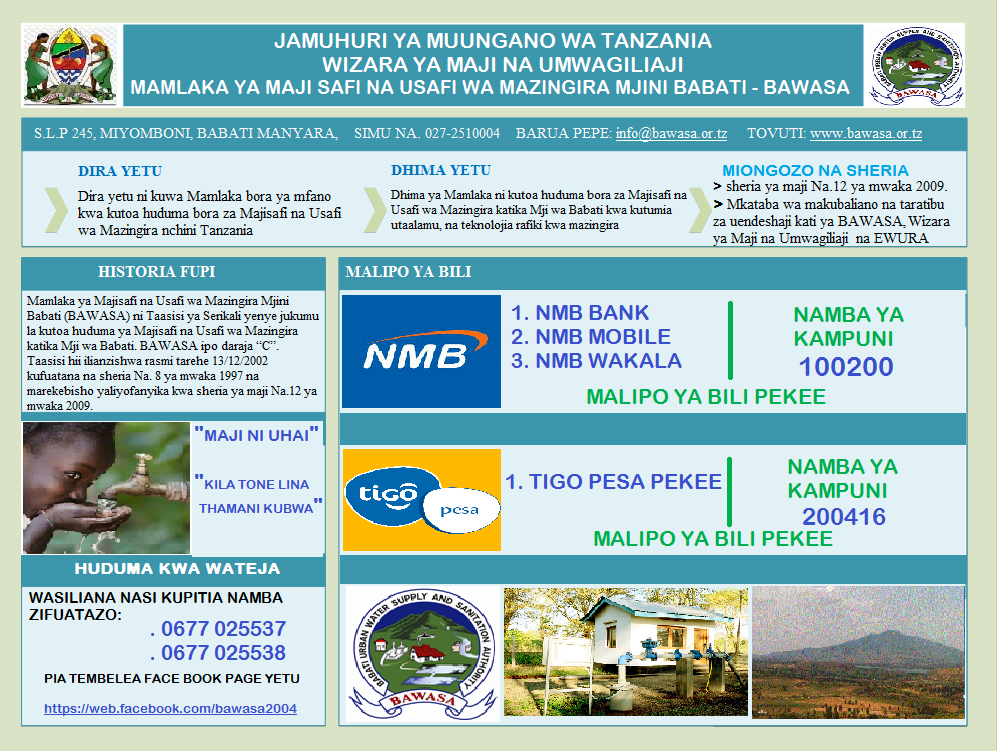 JAMUHURI YA MUUNGANO WA TANZANIA
WIZARA YA MAJI NA UMWAGILIAJI
MAMLAKA YA MAJI SAFI NA USAFI WA MAZINGIRA MJINI BABATI - BAWASA
BABATI URBAN WATER SUPPLY AND SANITATION AUTHORITY
BAWASA
S.L.P 245, MIYOMBONI, BABATI MANYARA, SIMU NA. 027-2510004 BARUA PEPE: info@bawasa.or.tz TOVUTI: www.bawasa.or.tz
DIRA YETU
Dira yetu ni kuwa Mamlaka bora ya mfano
kwa kutoa huduma bora za Majisafi na Usafi
wa Mazingira nchini Tanzania
DHIMA YETU
Dhima ya Mamlaka ni kutoa huduma bora za Majisafi na
Usafi wa Mazingira katika Mji wa Babati kwa kutumia
utaalamu, na teknolojia rafiki kwa mazingira
MIONGOZO NA SHERIA
> sheria ya maji Na.12 ya mwaka 2009.
> Mkataba wa makubaliano na taratibu
za uendeshaji kati ya BAWASA, Wizara
ya Maji na Umwagiliaji na EWURA
HISTORIA FUPI
Mamlaka ya Majisafi na Usafi wa Mazingira Mjini
Babati (BAWASA) ni Taasisi ya Serikali yenye jukumu
la kutoa huduma ya Majisafi na Usafi wa Mazingira
katika Mji wa Babati. BAWASA ipo daraja “C”.
Taasisi hii ilianzishwa rasmi tarehe 13/12/2002
kufuatana na sheria Na. 8 ya mwaka 1997 na
marekebisho yaliyofanyika kwa sheria ya maji Na.12 ya
mwaka 2009.
"MAJI NI UHAI"
"KILA TONE LINA
THAMANI KUBWA"
HUDUMA KWA WATEJA
WASILIANA NASI KUPITIA NAMBA
ZIFUATAZO:
. 0677 025537
. 0677 025538
PIA TEMBELEA FACE BOOK PAGE YETU
https://web.facebook.com/bawasa2004
MALIPO YA BILI
NMB
1. NMB BANK
2. NMB MOBILE
3. NMB WAKALA
NAMBA YA
KAMPUNI
100200
MALIPO YA BILI PEKEE
tigo
pesa
1. TIGO PESA PEKEE
NAMBA YA
KAMPUNI
200416
MALIPO YA BILI PEKEE
BABATI URBAN WATER SUPPLY AND SANITATION AUTHORITY
BAWASA